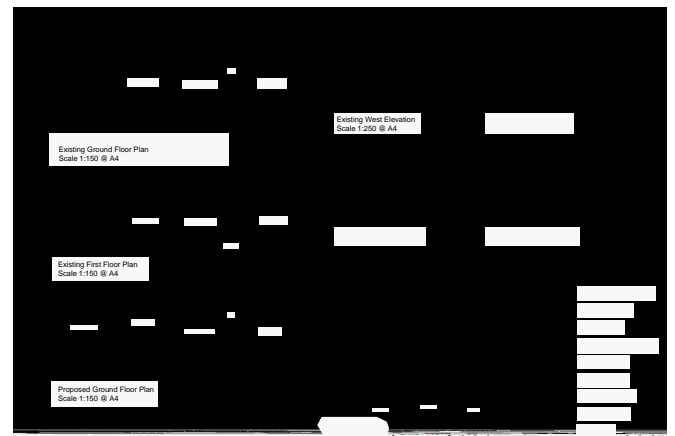 Existing West Elevation
Scale 1:250 @ A4
Existing Ground Floor Plan
Scale 1:150 @ A4
Existing First Floor Plan
Scale 1:150 @ A4
Proposed Ground Floor Plan
Scale 1:150 @ A4